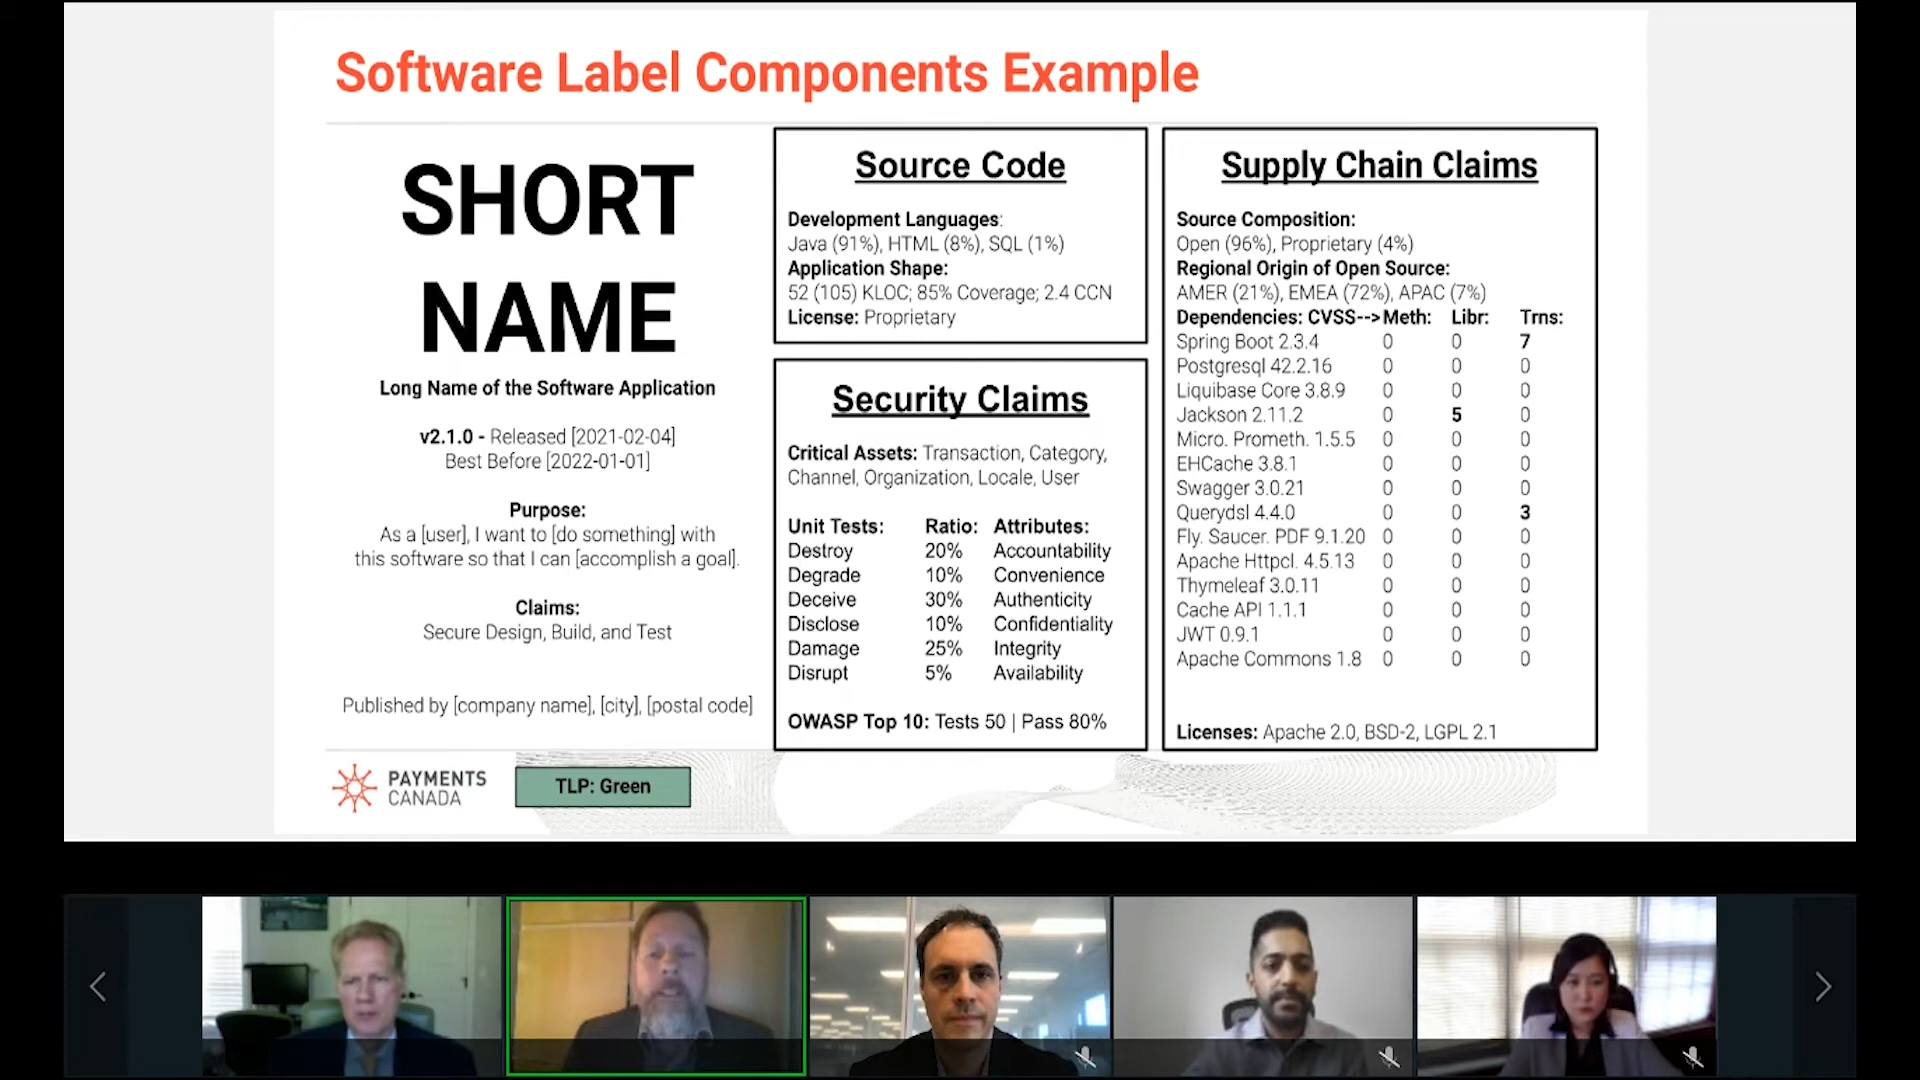 Software Label Components Example
SHORT
NAME
Long Name of the Software Application
v2.1.0 - Released [2021-02-04]
Best Before [2022-01-01]
Purpose:
As a [user], I want to [do something] with
this software so that I can [accomplish a goal].
Claims:
Secure Design, Build, and Test
Published by [company name], [city], [postal code]
Source Code
Development Languages:
Java (91%), HTML (8%), SQL (1%)
Application Shape:
52 (105) KLOC; 85% Coverage; 2.4 CCN
License: Proprietary
Security Claims
Critical Assets: Transaction, Category,
Channel, Organization, Locale, User
Unit Tests: Ratio: Attributes:
Destroy 20% Accountability
Degrade 10% Convenience
Deceive 30% Authenticity
Disclose 10% Confidentiality
Damage 25% Integrity
Disrupt 5% Availability
OWASP Top 10: Tests 50 | Pass 80%
Supply Chain Claims
Source Composition:
Open (96%), Proprietary (4%)
Regional Origin of Open Source:
AMER (21%), EMEA (72%), APAC (7%)
Dependencies: CVSS-->Meth: Libr: Trns:
Spring Boot 2.3.4 0 0 7
Postgresql 42.2.16 0 0 0
Liquibase Core 3.8.9 0 0 0
Jackson 2.11.2 0 5 0
Micro. Prometh. 1.5.5 0 0 0
EHCache 3.8.1 0 0 0
Swagger 3.0.21 0 0 0
Querydsl 4.4.0 0 0 3
Fly. Saucer. PDF 9.1.20 0 0 0
Apache Httpcl. 4.5.13 0 0 0
Thymeleaf 3.0.11 0 0 0
Cache API 1.1.1 0 0 0
JWT 0.9.1 0 0 0
Apache Commons 1.8 0 0 0
Licenses: Apache 2.0, BSD-2, LGPL 2.1
PAYMENTS
CANADA
TLP: Green